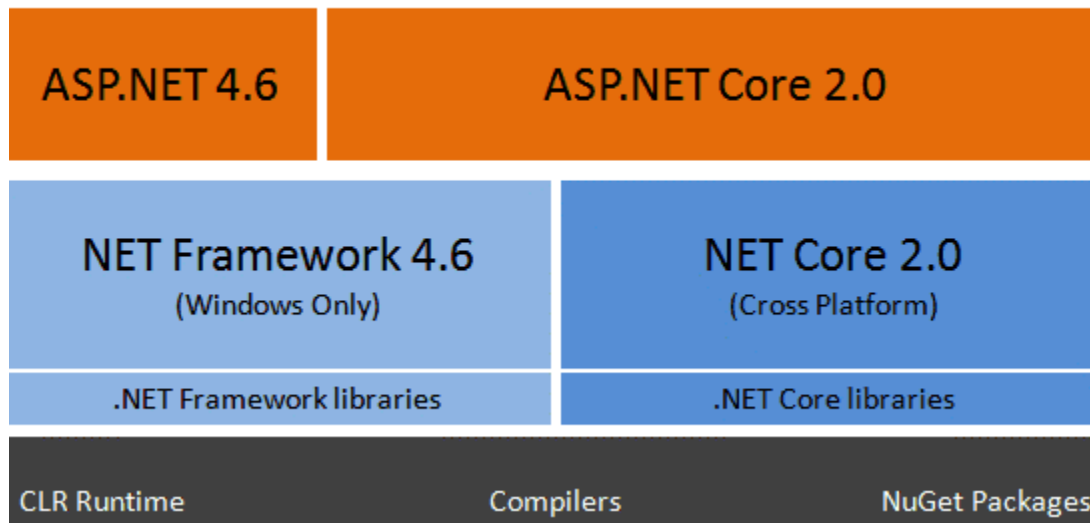 ASP.NET 4.6
ASP.NET Core 2.0
NET Framework 4.6
(Windows Only)
NET Core 2.0
(Cross Platform)
.NET Framework libraries
.NET Core libraries
CLR Runtime
Compilers
NuGet Packages